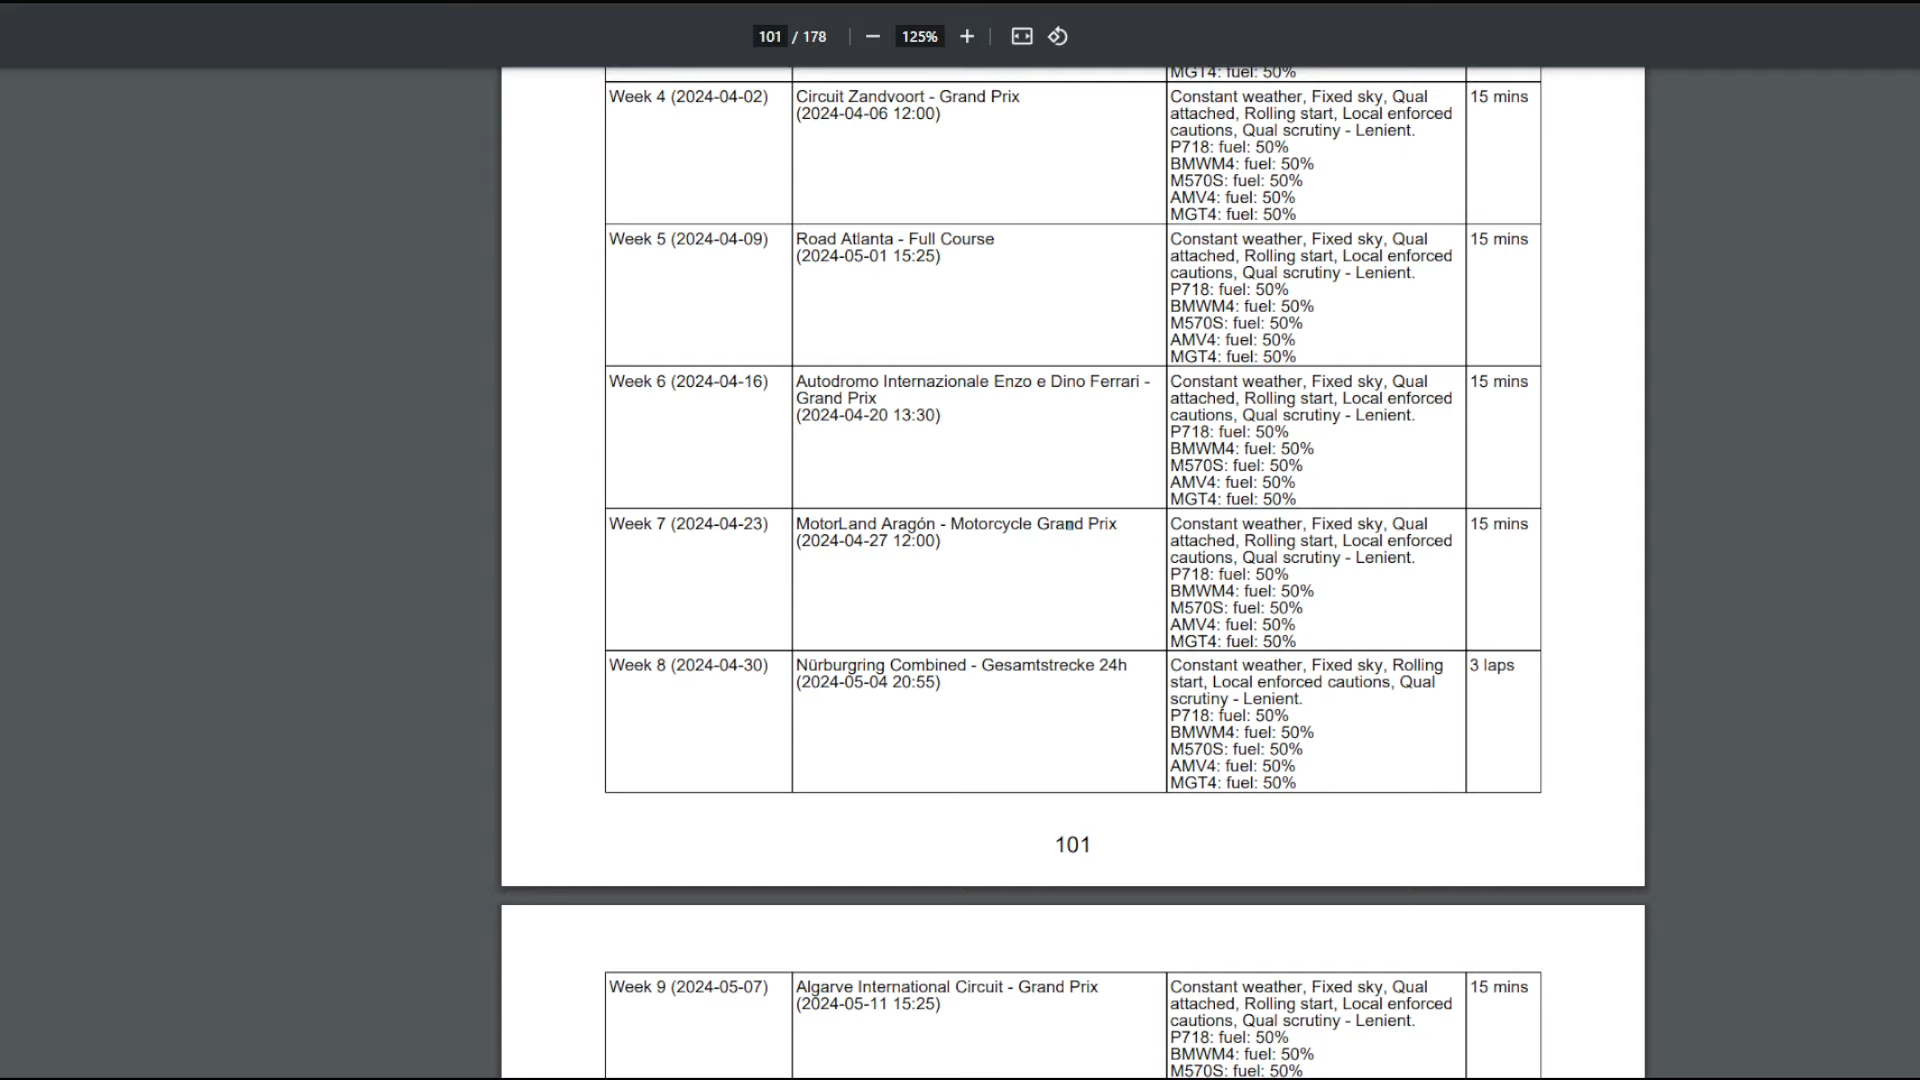 101 / 178
125%
MGT4: fuel: 50%
Week 4 (2024-04-02)
Circuit Zandvoort - Grand Prix
(2024-04-06 12:00)
Constant weather, Fixed sky, Qual
attached, Rolling start, Local enforced
cautions, Qual scrutiny - Lenient.
P718: fuel: 50%
BMWM4: fuel: 50%
M570S: fuel: 50%
AMV4: fuel: 50%
MGT4: fuel: 50%
15 mins
Week 5 (2024-04-09)
Road Atlanta - Full Course
(2024-05-01 15:25)
Constant weather, Fixed sky, Qual
attached, Rolling start, Local enforced
cautions, Qual scrutiny - Lenient.
P718: fuel: 50%
BMWM4: fuel: 50%
M570S: fuel: 50%
AMV4: fuel: 50%
MGT4: fuel: 50%
15 mins
Week 6 (2024-04-16)
Autodromo Internazionale Enzo e Dino Ferrari -
Grand Prix
(2024-04-20 13:30)
Constant weather, Fixed sky, Qual
attached, Rolling start, Local enforced
cautions, Qual scrutiny - Lenient.
P718: fuel: 50%
BMWM4: fuel: 50%
M570S: fuel: 50%
AMV4: fuel: 50%
MGT4: fuel: 50%
15 mins
Week 7 (2024-04-23)
MotorLand Aragón - Motorcycle Grand Prix
(2024-04-27 12:00)
Constant weather, Fixed sky, Qual
attached, Rolling start, Local enforced
cautions, Qual scrutiny - Lenient.
P718: fuel: 50%
BMWM4: fuel: 50%
M570S: fuel: 50%
AMV4: fuel: 50%
MGT4: fuel: 50%
15 mins
Week 8 (2024-04-30)
Nürburgring Combined - Gesamtstrecke 24h
(2024-05-04 20:55)
Constant weather, Fixed sky, Rolling
start, Local enforced cautions, Qual
scrutiny - Lenient.
P718: fuel: 50%
BMWM4: fuel: 50%
M570S: fuel: 50%
AMV4: fuel: 50%
MGT4: fuel: 50%
3 laps
101
Week 9 (2024-05-07)
Algarve International Circuit - Grand Prix
(2024-05-11 15:25)
Constant weather, Fixed sky, Qual
attached, Rolling start, Local enforced
cautions, Qual scrutiny - Lenient.
P718: fuel: 50%
BMWM4: fuel: 50%
M570S: fuel: 50%
15 mins